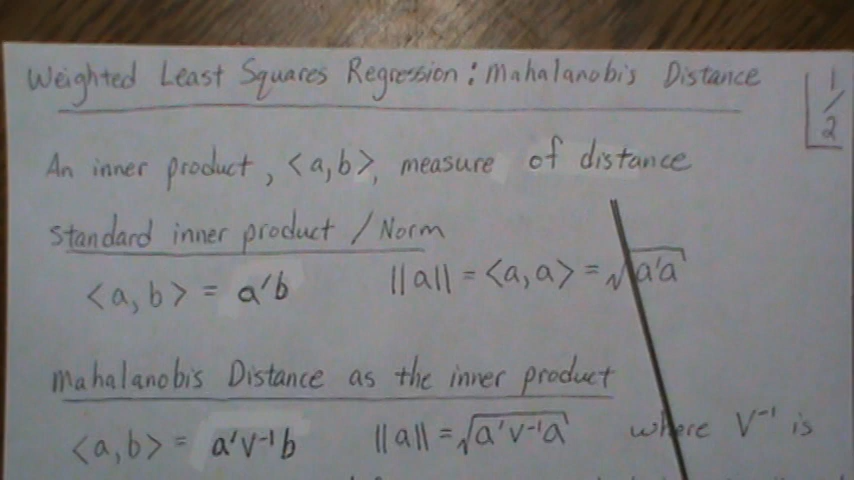 Weighted Least Squares Regression: Mahalanobis Distance
1/2
An inner product, <a,b>, measure of distance
Standard inner product / Norm
<a,b> = a'b ||a|| = <a,a> = √a'a
Mahalanobis Distance as the inner product
<a,b> = a'V⁻¹b ||a|| = √a'V⁻¹a where V⁻¹ is